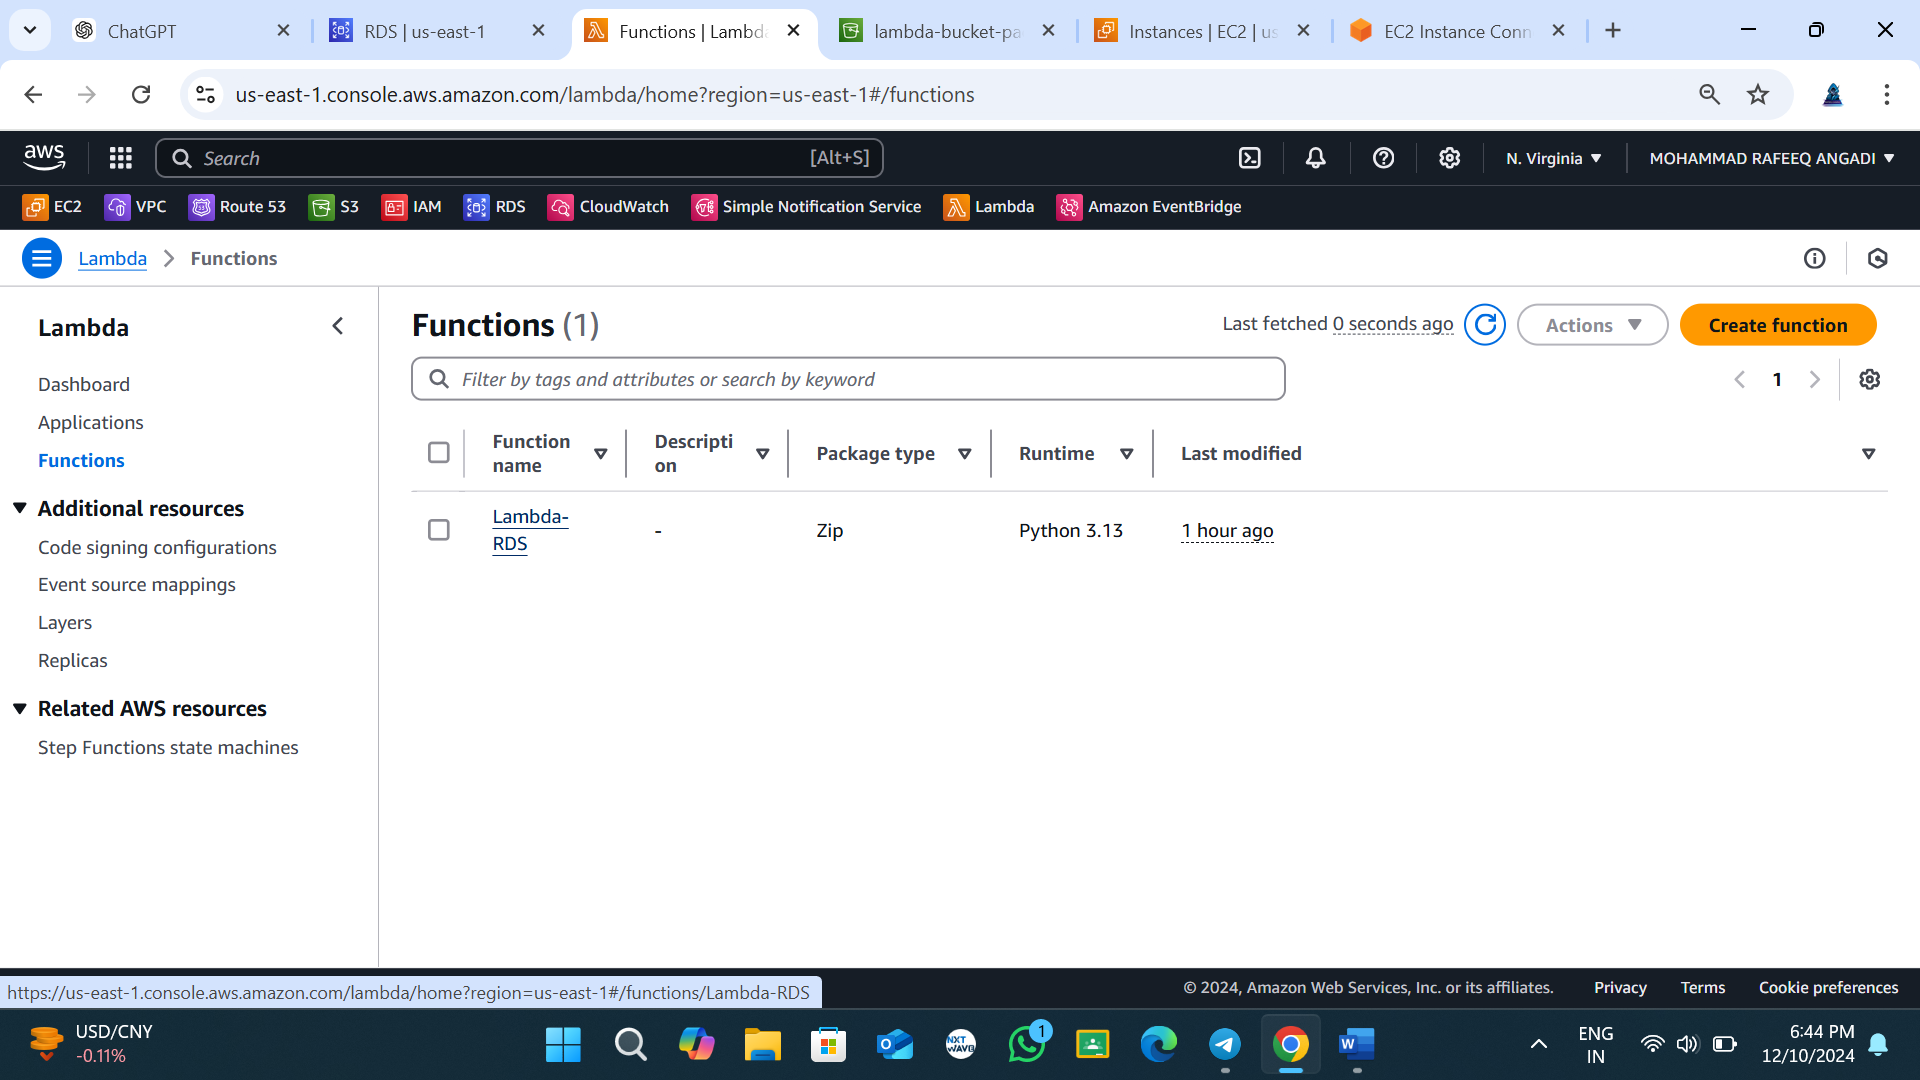 ChatGPT
RDS | us-east-1
Functions | Lambda
lambda-bucket-pa
Instances | EC2 | us
EC2 Instance Conn
us-east-1.console.aws.amazon.com/lambda/home?region=us-east-1#/functions
aws
Search
[Alt+S]
N. Virginia
MOHAMMAD RAFEEQ ANGADI
EC2
VPC
Route 53
S3
IAM
RDS
CloudWatch
Simple Notification Service
Lambda
Amazon EventBridge
Lambda
Functions
Lambda
Dashboard
Applications
Functions
Additional resources
Code signing configurations
Event source mappings
Layers
Replicas
Related AWS resources
Step Functions state machines
Functions (1)
Last fetched 0 seconds ago
Actions
Create function
Filter by tags and attributes or search by keyword
1
Function
name
Descripti
on
Package type
Runtime
Last modified
Lambda-
RDS
-
Zip
Python 3.13
1 hour ago
https://us-east-1.console.aws.amazon.com/lambda/home?region=us-east-1#/functions/Lambda-RDS
© 2024, Amazon Web Services, Inc. or its affiliates.
Privacy
Terms
Cookie preferences
USD/CNY
-0.11%
NXT
WAVE
1
ENG
IN
6:44 PM
12/10/2024